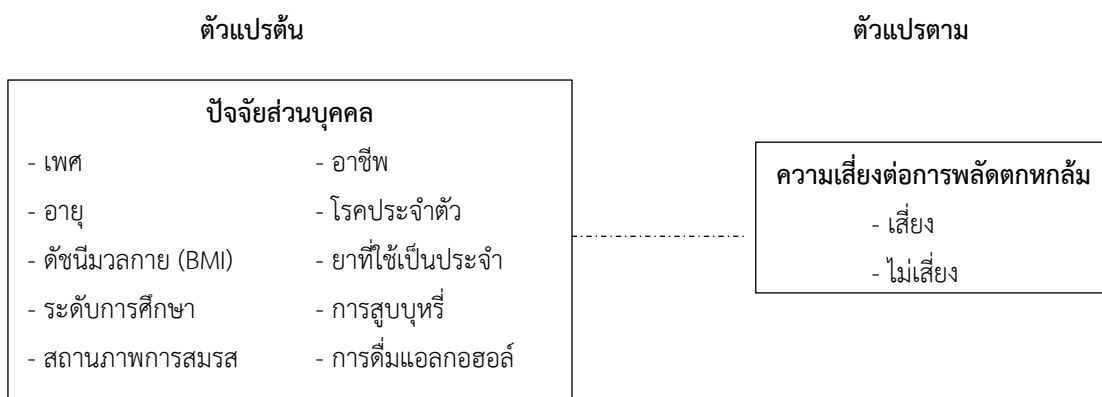 ตัวแปรต้น
ตัวแปรตาม
ปัจจัยส่วนบุคคล
- เพศ
- อายุ
- ดัชนีมวลกาย (BMI)
- ระดับการศึกษา
- สถานภาพการสมรส
- อาชีพ
- โรคประจำตัว
- ยาที่ใช้เป็นประจำ
- การสูบบุหรี่
- การดื่มแอลกอฮอล์
ความเสี่ยงต่อการพลัดตกหกล้ม
- เสี่ยง
- ไม่เสี่ยง